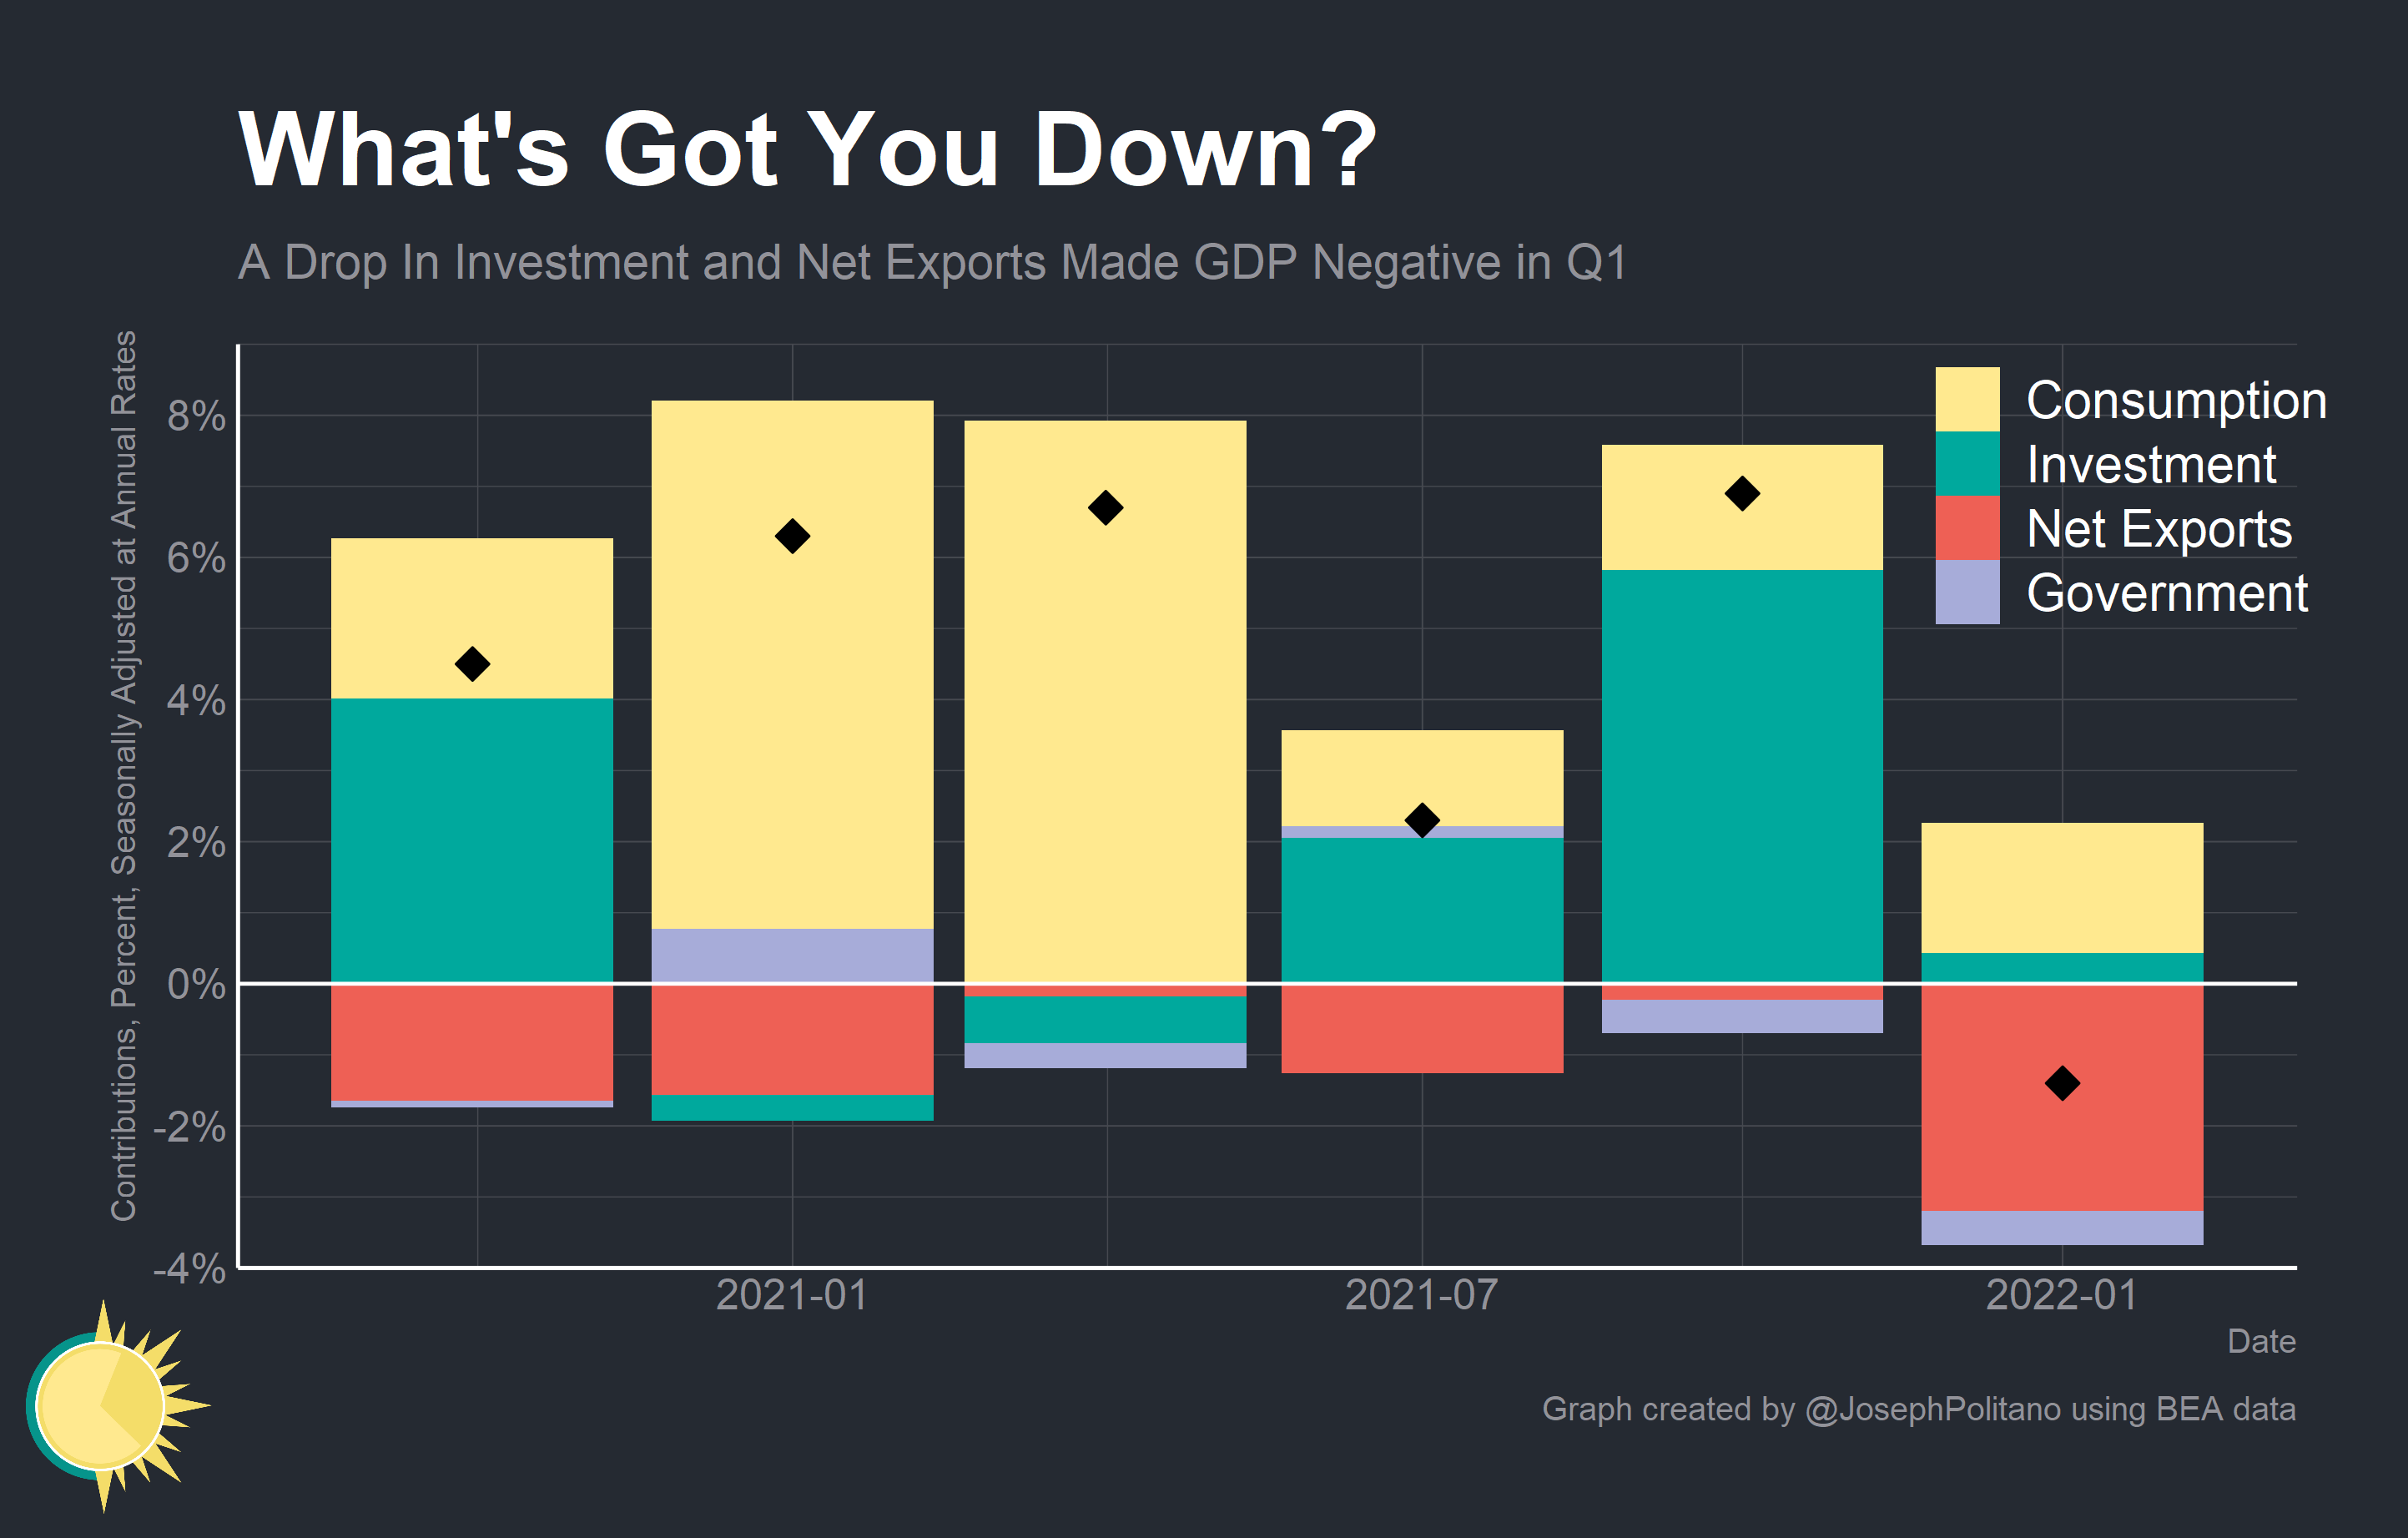 What's Got You Down?
A Drop In Investment and Net Exports Made GDP Negative in Q1
Contributions, Percent, Seasonally Adjusted at Annual Rates
8%
6%
4%
2%
0%
-2%
-4%
Consumption
Investment
Net Exports
Government
2021-01
2021-07
2022-01
Date
Graph created by @JosephPolitano using BEA data